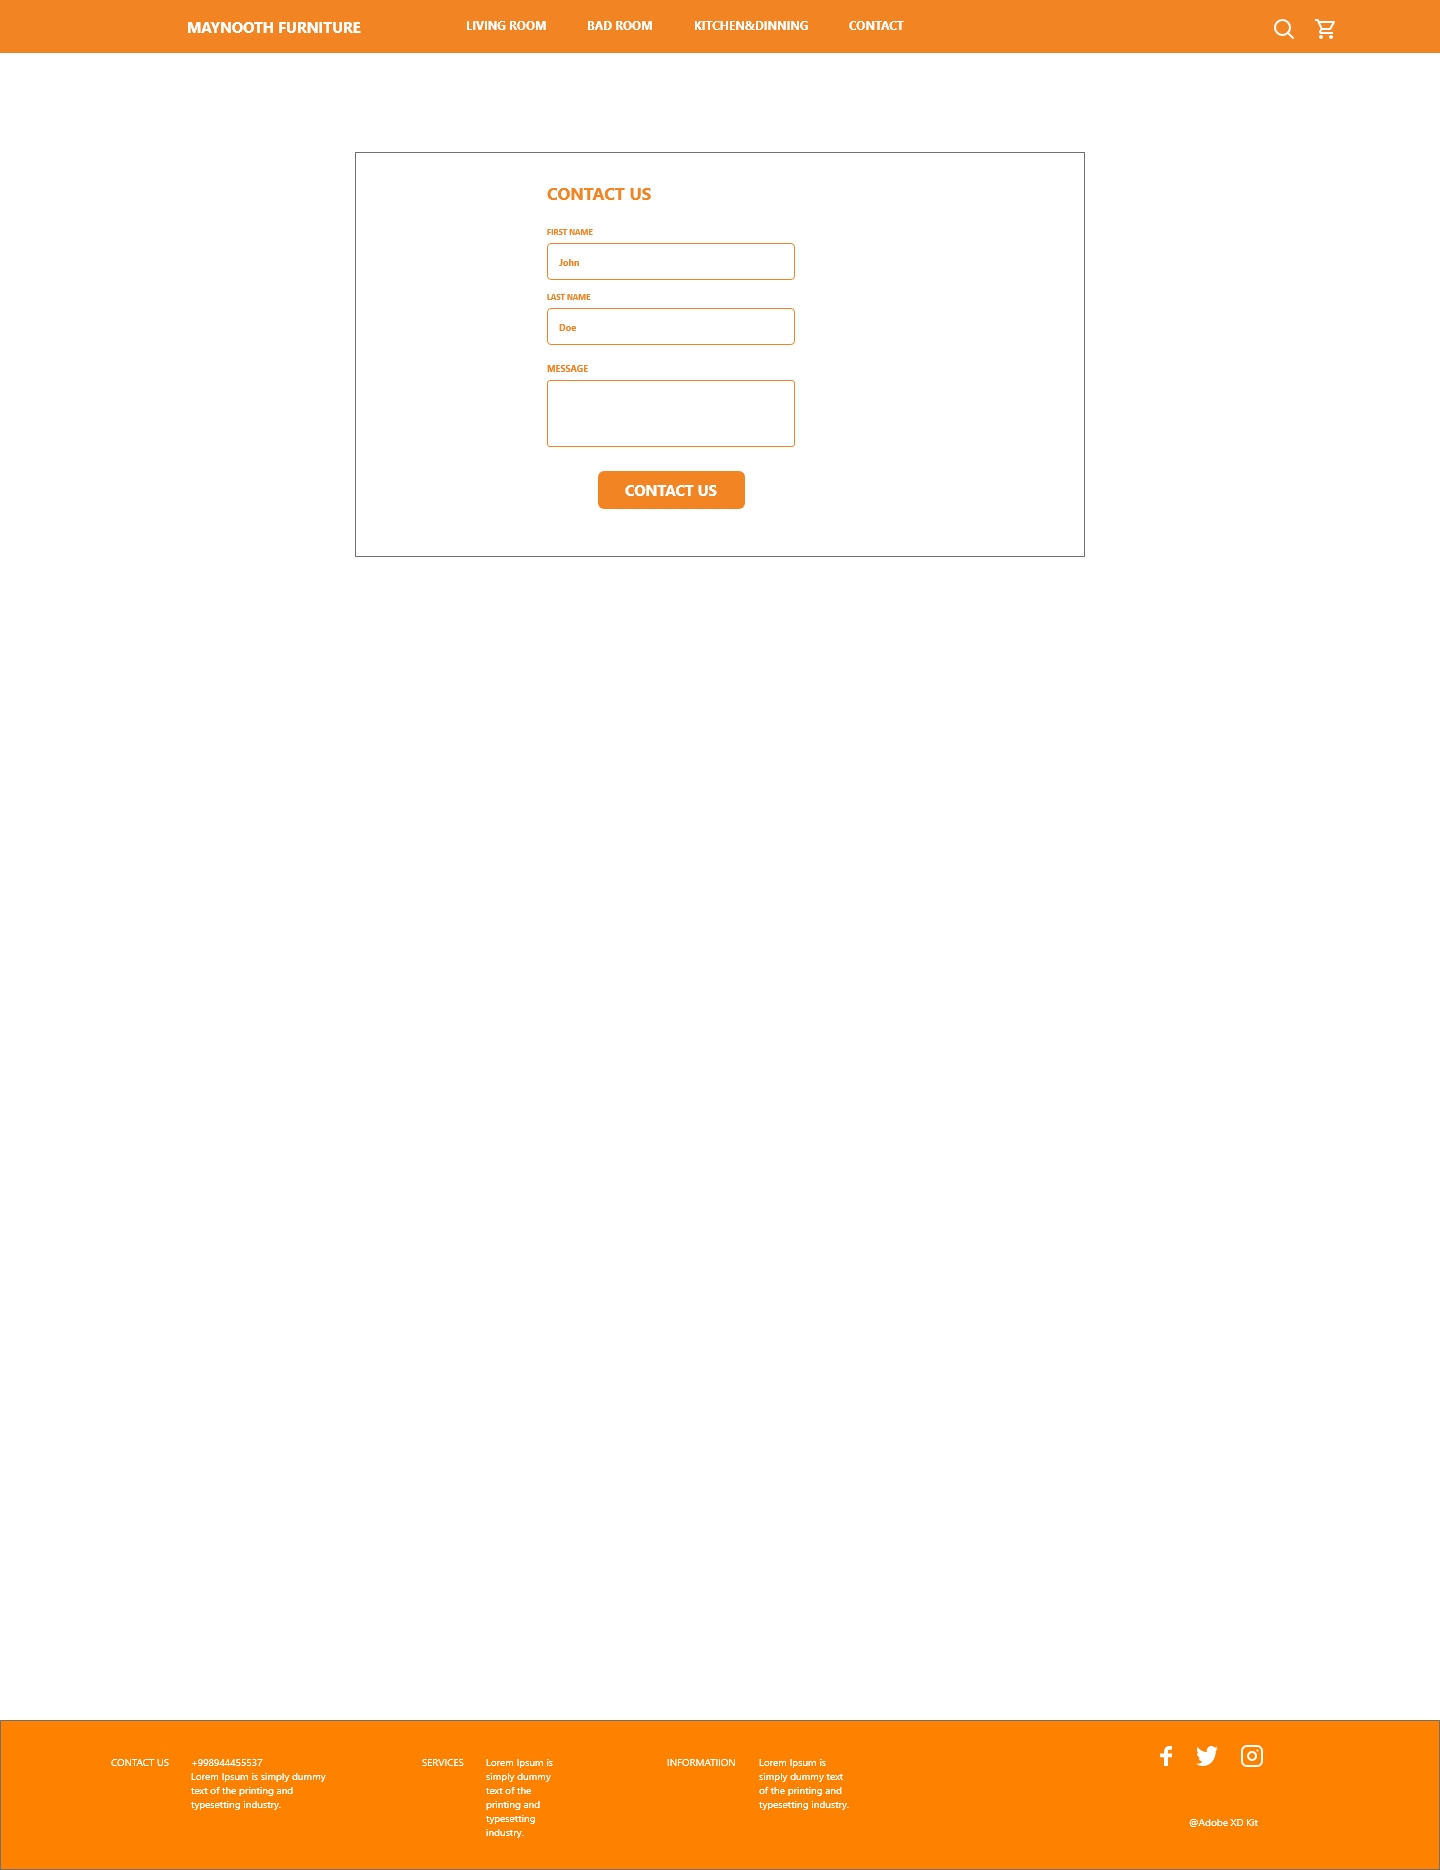 MAYNOOTH FURNITURE
LIVING ROOM
BAD ROOM
KITCHEN&DINNING
CONTACT
CONTACT US
FIRST NAME
John
LAST NAME
Doe
MESSAGE
CONTACT US
CONTACT US
+998944455537
Lorem Ipsum is simply dummy
text of the printing and
typesetting industry.
SERVICES
Lorem Ipsum is
simply dummy
text of the
printing and
typesetting
industry.
INFORMATIION
Lorem Ipsum is
simply dummy text
of the printing and
typesetting industry.
@Adobe XD Kit